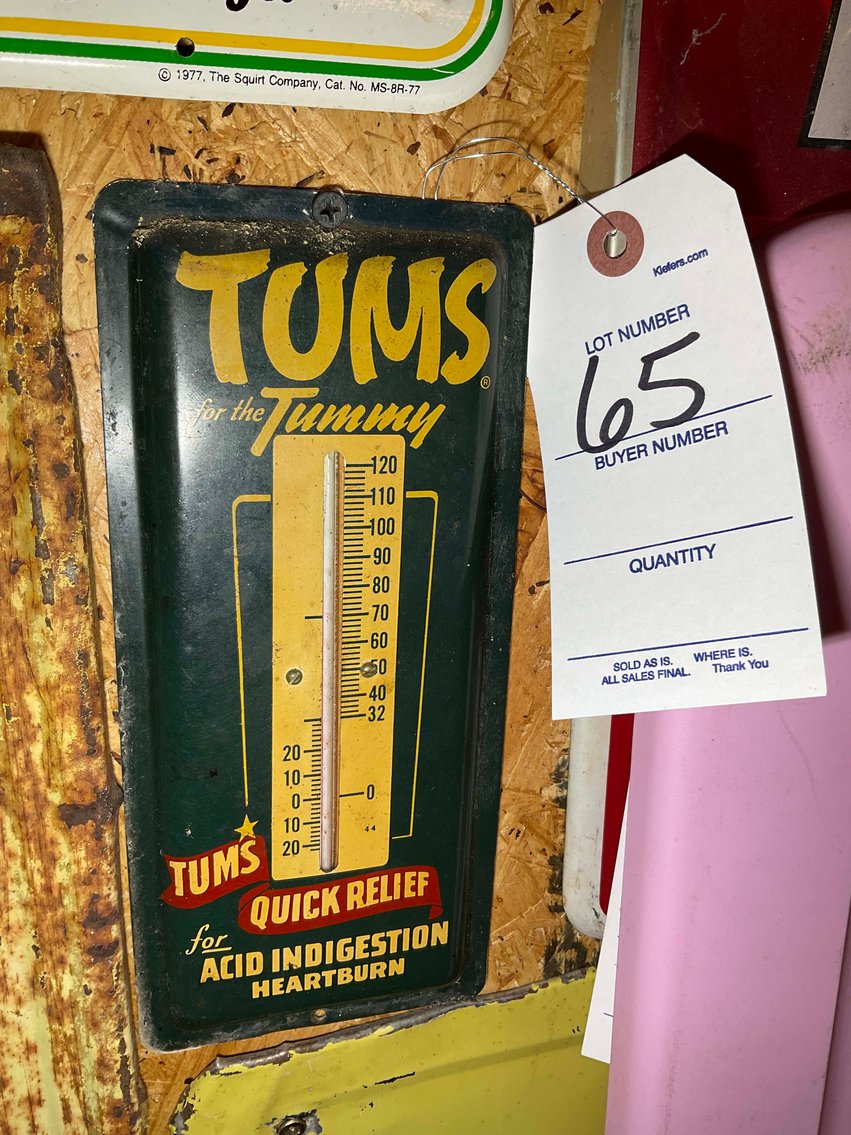 © 1977, The Squirt Company, Cat. No. MS-8R-77
TUMS®
for the Tummy
120
110
100
90
80
70
60
50
40
32
20
10
0
0
10
20
44
TUM'S
QUICK RELIEF
for
ACID INDIGESTION
HEARTBURN
Kiefers.com
LOT NUMBER
65
BUYER NUMBER
QUANTITY
SOLD AS IS. WHERE IS.
ALL SALES FINAL. Thank You